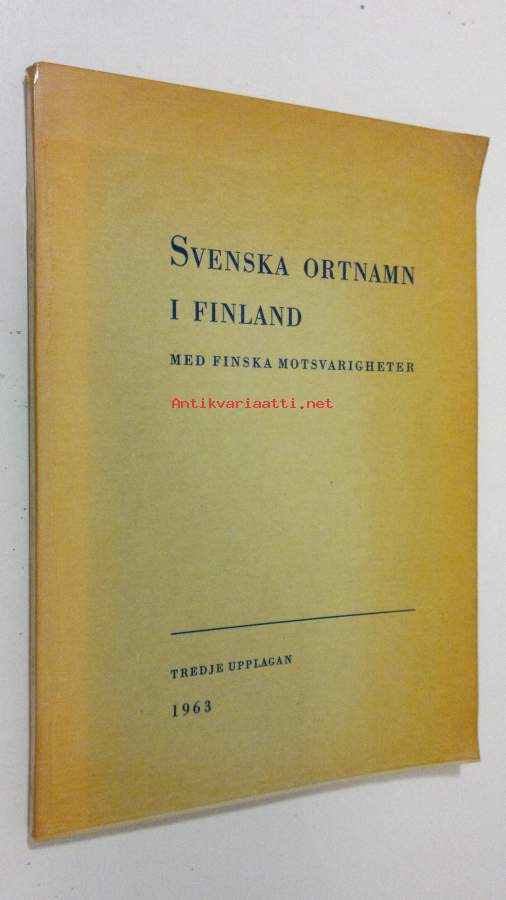 SVENSKA ORTNAMN
I FINLAND
MED FINSKA MOTSVARIGHETER
Antikvariaatti.net
TREDJE UPPLAGAN
1963